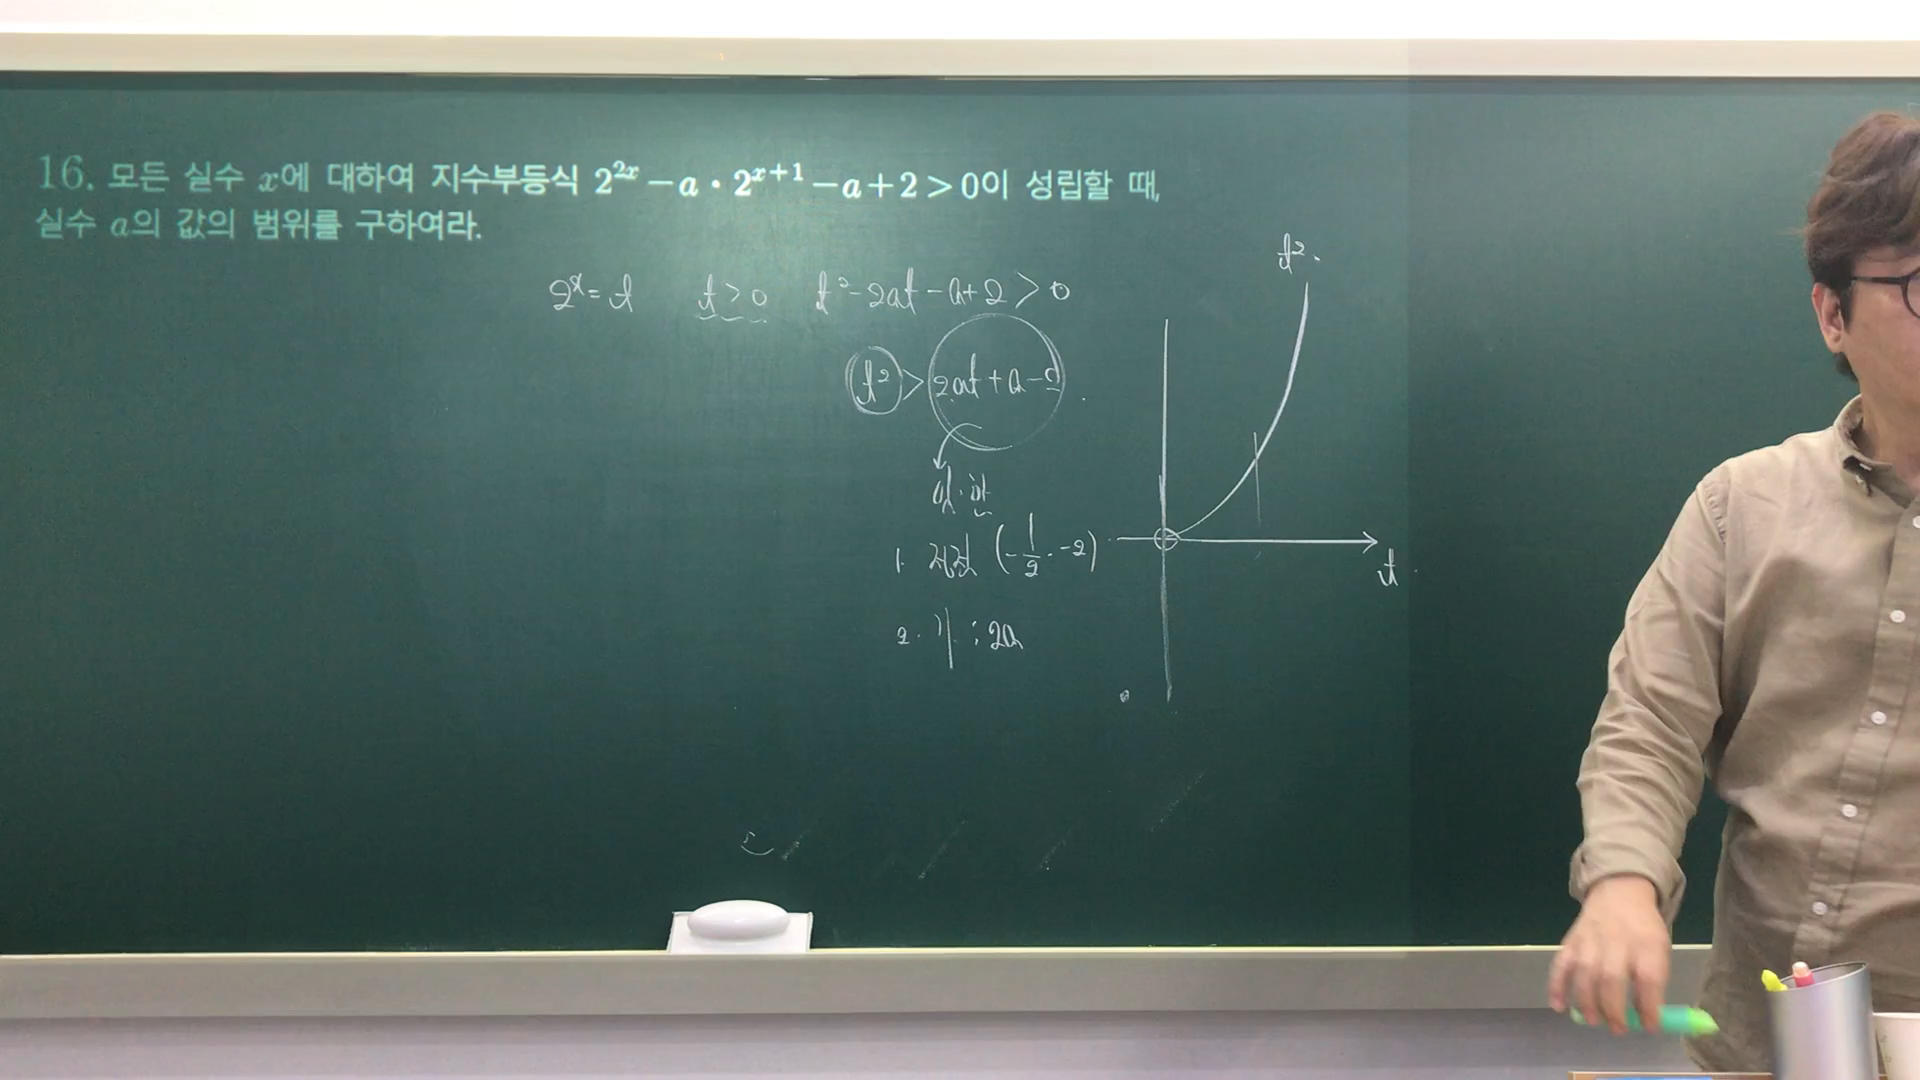 16. 모든 실수 x에 대하여 지수부등식 2^{2x} − a · 2^{x+1} − a + 2 > 0이 성립할 때,
실수 a의 값의 범위를 구하여라.
2^x = t   t > 0   t² − 2at − a + 2 > 0
t² > 2at + a − 2
1. 점 (−1/2, −2)
2. 기 : 2a
t²
t